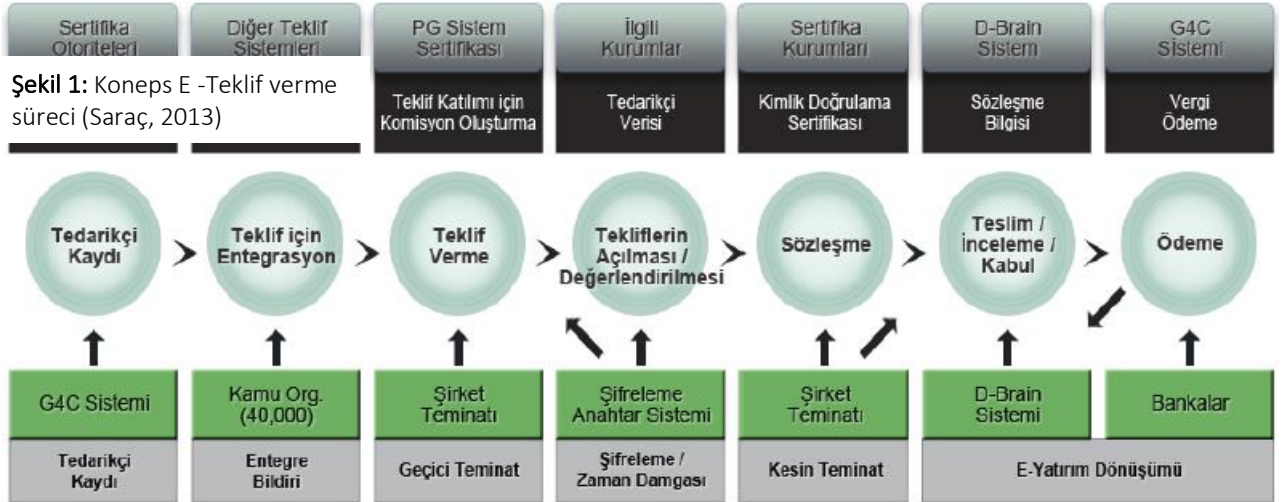 Sertifika
Otoriteleri
Diğer Teklif
Sistemleri
PG Sistem
Sertifikası
İlgili
Kurumlar
Sertifika
Kurumları
D-Brain
Sistem
G4C
Sistemi
Şekil 1: Koneps E -Teklif verme
süreci (Saraç, 2013)
Teklif Katılımı için
Komisyon Oluşturma
Tedarikçi
Verisi
Kimlik Doğrulama
Sertifikası
Sözleşme
Bilgisi
Vergi
Ödeme
Tedarikçi
Kaydı
Teklif için
Entegrasyon
Teklif
Verme
Tekliflerin
Açılması /
Değerlendirilmesi
Sözleşme
Teslim /
İnceleme /
Kabul
Ödeme
G4C Sistemi
Kamu Org.
(40,000)
Şirket
Teminatı
Şifreleme
Anahtar Sistemi
Şirket
Teminatı
D-Brain
Sistemi
Bankalar
Tedarikçi
Kaydı
Entegre
Bildiri
Geçici Teminat
Şifreleme /
Zaman Damgası
Kesin Teminat
E-Yatırım Dönüşümü